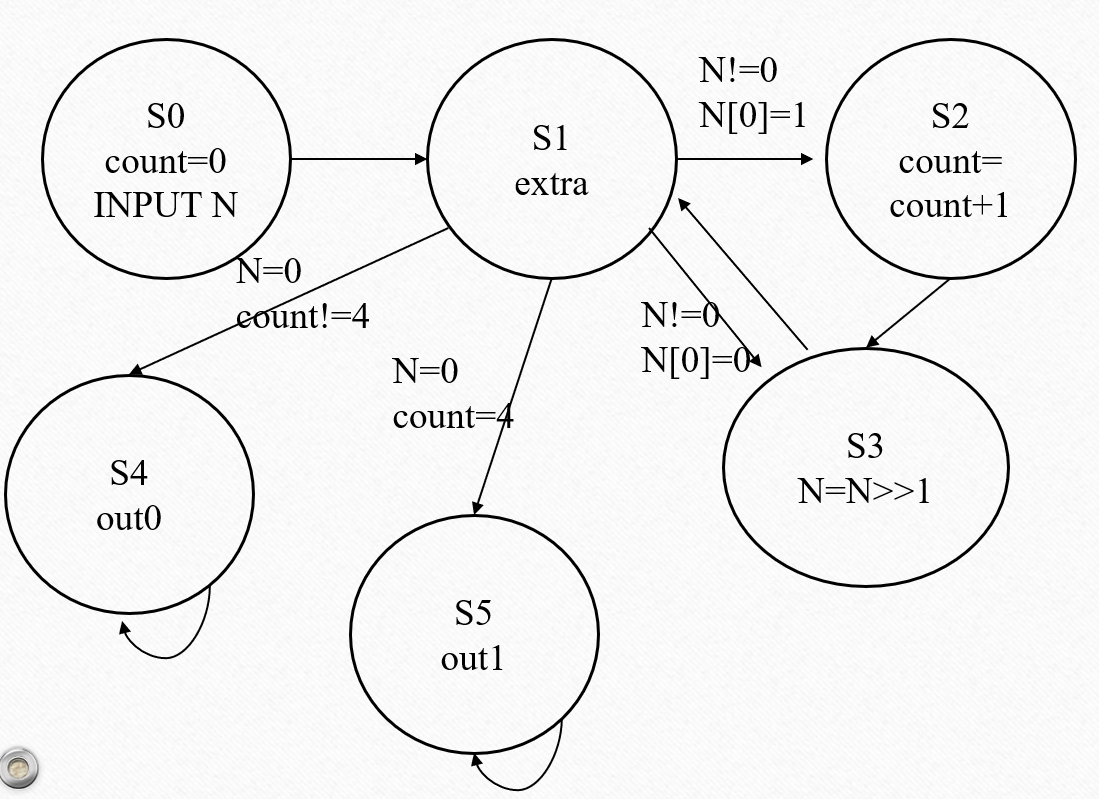 S0
count=0
INPUT N
S1
extra
N!=0
N[0]=1
S2
count=
count+1
N=0
count!=4
N=0
count=4
N!=0
N[0]=0
S3
N=N>>1
S4
out0
S5
out1